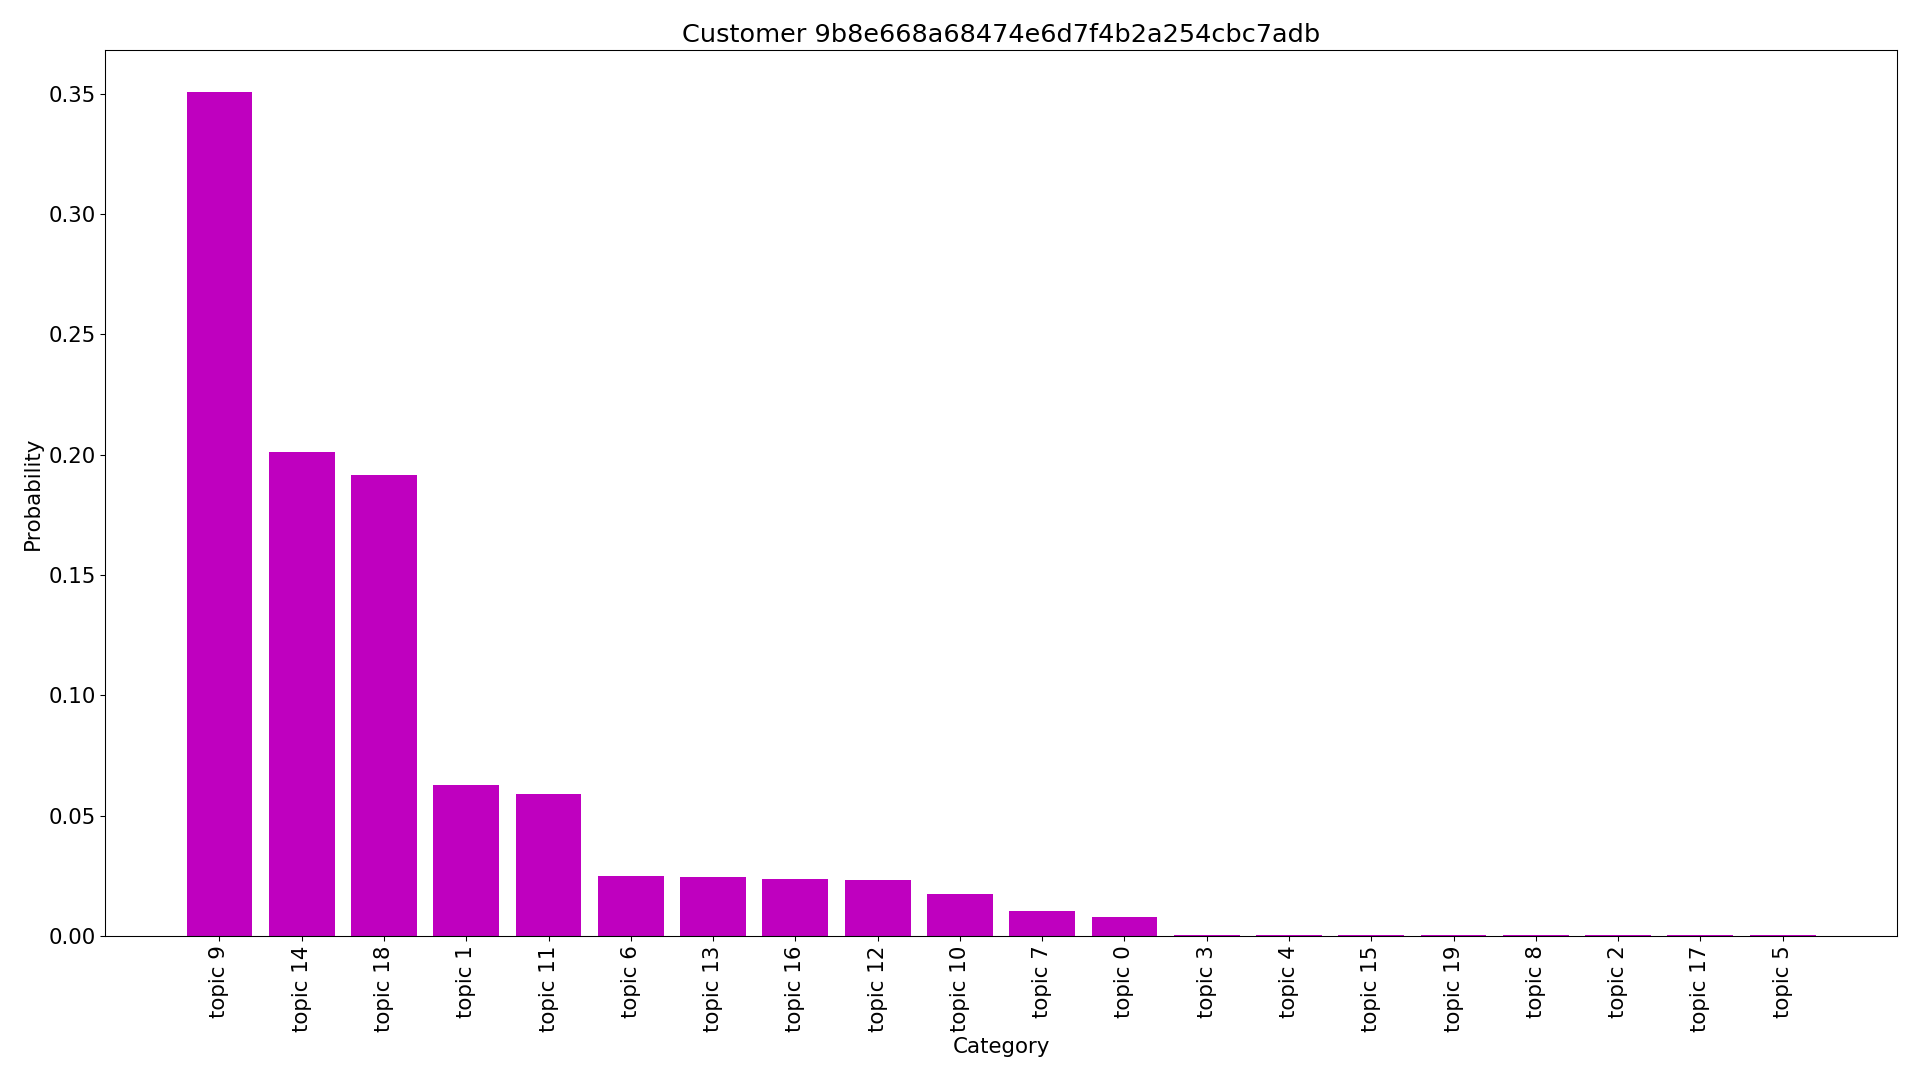 Customer 9b8e668a68474e6d7f4b2a254cbc7adb
Probability
0.35
0.30
0.25
0.20
0.15
0.10
0.05
0.00
topic 9
topic 14
topic 18
topic 1
topic 11
topic 6
topic 13
topic 16
topic 12
topic 10
topic 7
topic 0
topic 3
topic 4
topic 15
topic 19
topic 8
topic 2
topic 17
topic 5
Category